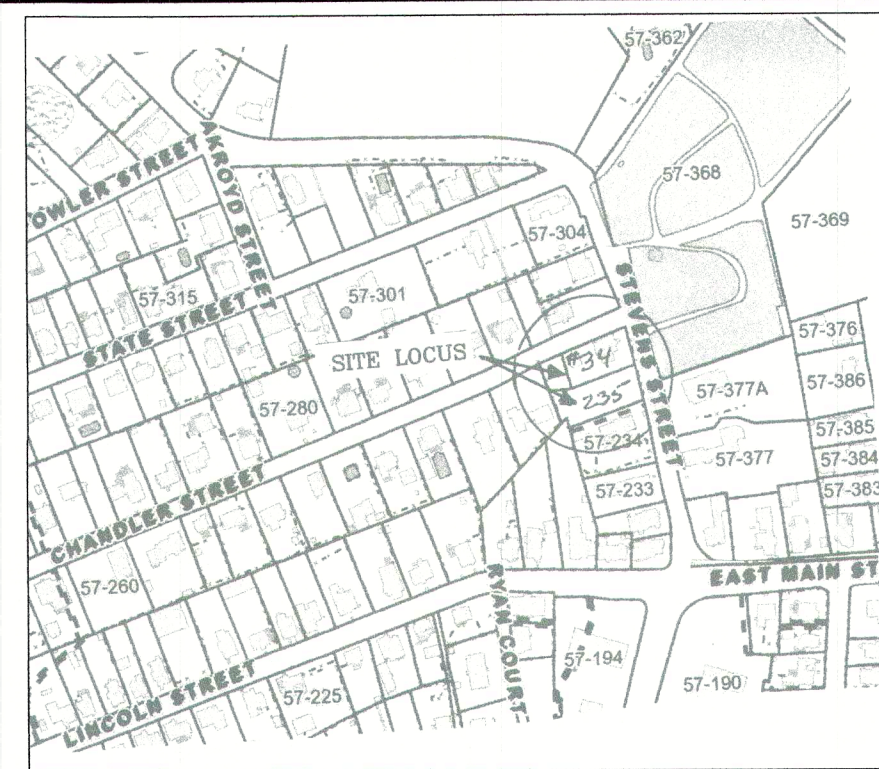 57-362
57-368
57-369
OWLER STREET
AKROYD STREET
57-304
57-315
57-301
STATE STREET
STEVENS STREET
57-376
SITE LOCUS
#34
235
57-280
57-377A
57-386
57-234
57-385
57-377
57-384
57-233
57-383
CHANDLER STREET
57-260
RYAN COURT
EAST MAIN ST
57-194
57-190
57-225
LINCOLN STREET